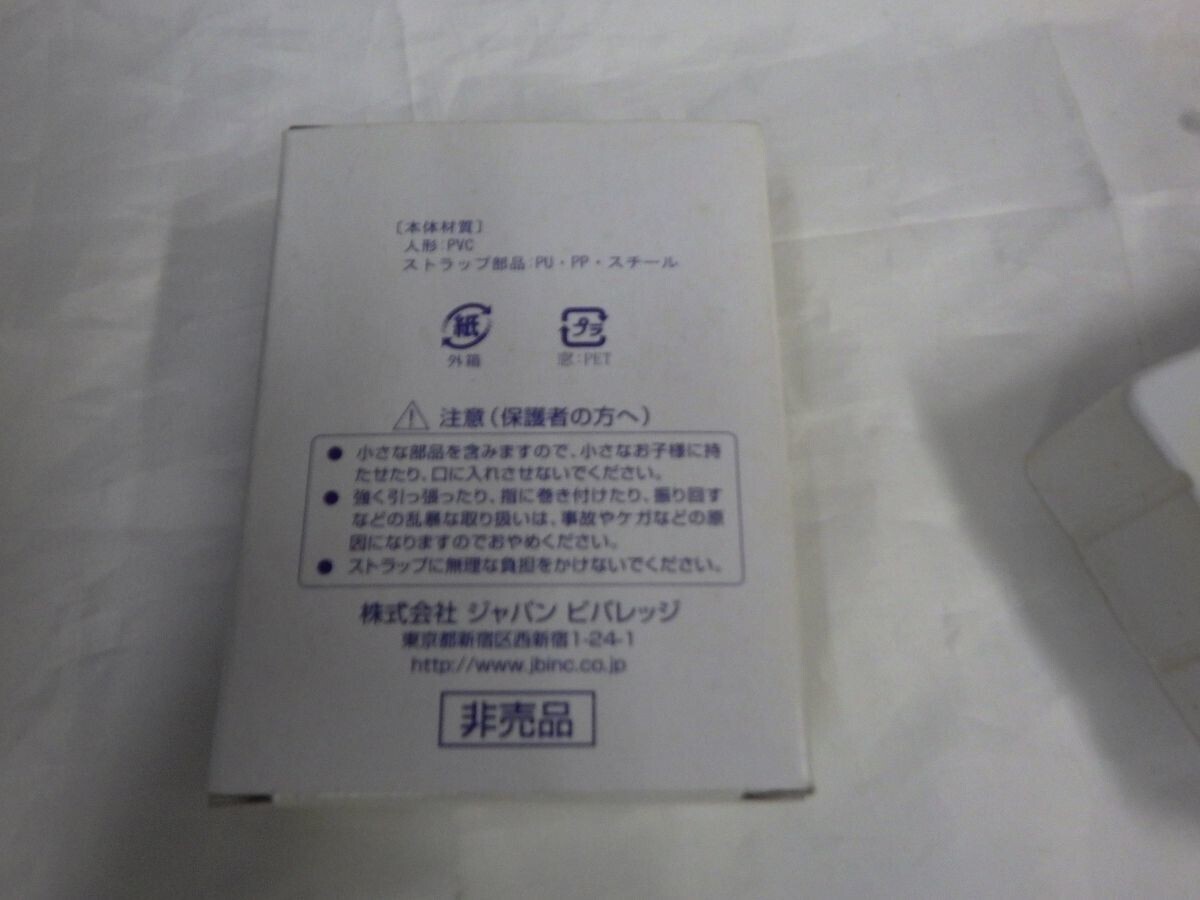 〔本体材質〕
人形:PVC
ストラップ部品:PU・PP・スチール
紙
プラ
外箱
窓:PET
注意(保護者の方へ)
● 小さな部品を含みますので、小さなお子様に持
たせたり、口に入れさせないでください。
● 強く引っ張ったり、指に巻き付けたり、振り回す
などの乱暴な取り扱いは、事故やケガなどの原
因になりますのでおやめください。
● ストラップに無理な負担をかけないでください。
株式会社 ジャパン ビバレッジ
東京都新宿区西新宿1-24-1
http://www.jbinc.co.jp
非売品